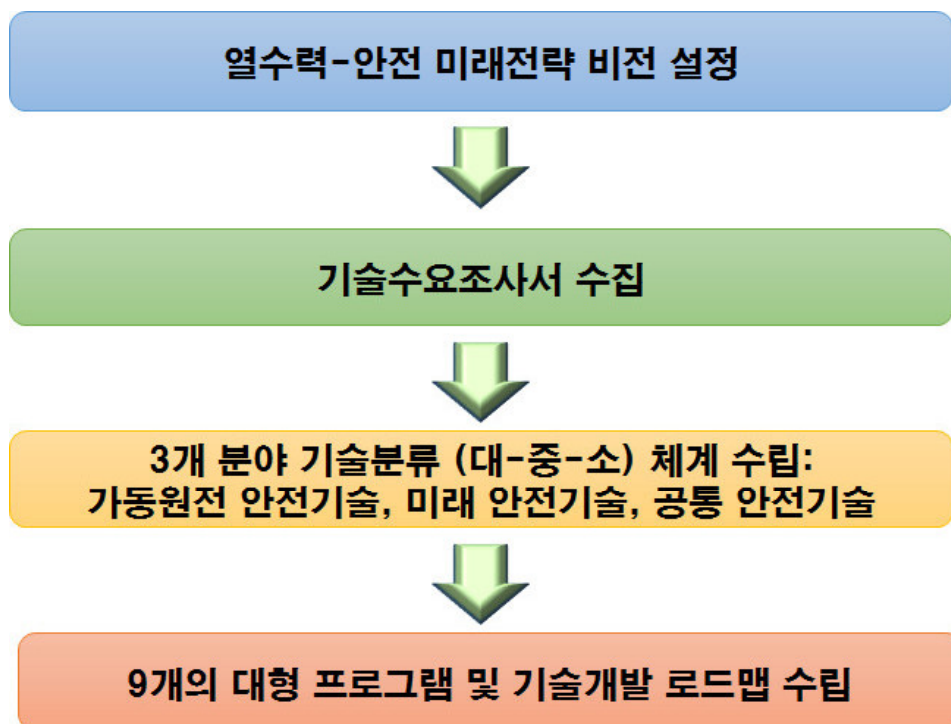 열수력-안전 미래전략 비전 설정
기술수요조사서 수집
3개 분야 기술분류 (대-중-소) 체계 수립:
가동원전 안전기술, 미래 안전기술, 공통 안전기술
9개의 대형 프로그램 및 기술개발 로드맵 수립